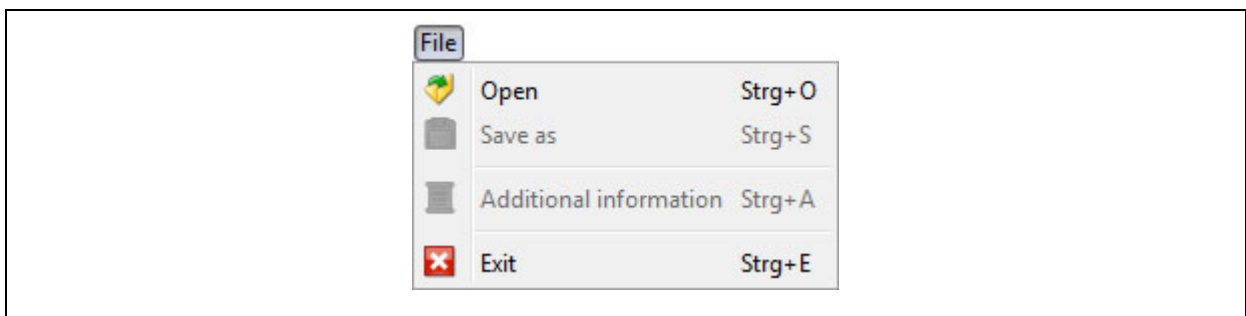 File
Open Strg+O
Save as Strg+S
Additional information Strg+A
Exit Strg+E